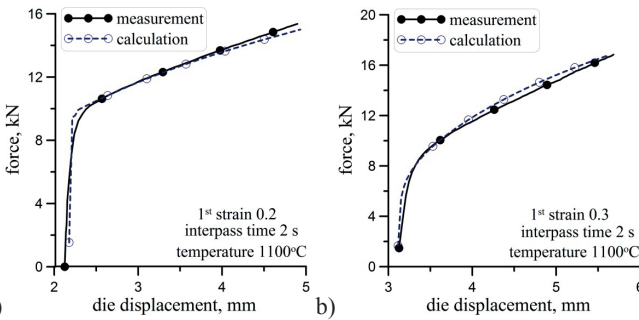 16
12
8
4
0
force, kN
measurement
calculation
1st strain 0.2
interpass time 2 s
temperature 1100°C
2 3 4 5
die displacement, mm
)
b)
20
16
12
8
4
0
force, kN
measurement
calculation
1st strain 0.3
interpass time 2 s
temperature 1100°C
3 4 5 6
die displacement, mm